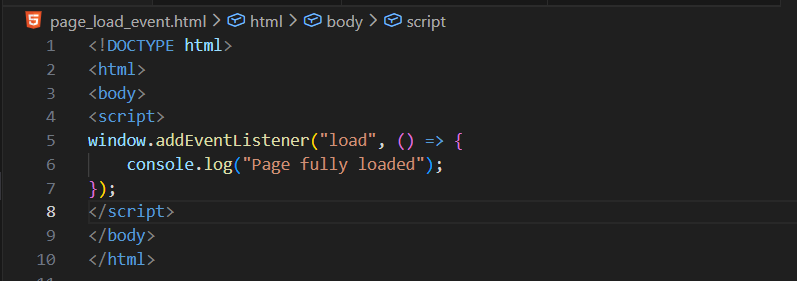 page_load_event.html > html > body > script
1 <!DOCTYPE html>
2 <html>
3 <body>
4 <script>
5 window.addEventListener("load", () => {
6     console.log("Page fully loaded");
7 });
8 </script>
9 </body>
10 </html>
11